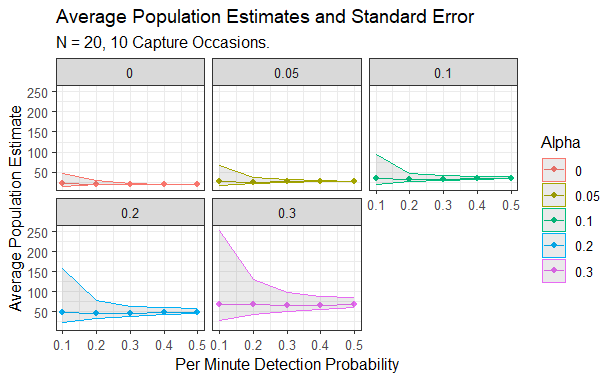 Average Population Estimates and Standard Error
N = 20, 10 Capture Occasions.
0 0.05 0.1
250
200
150
100
50
0.1 0.2 0.3 0.4 0.5
0.2 0.3
250
200
150
100
50
0.1 0.2 0.3 0.4 0.5 0.1 0.2 0.3 0.4 0.5
Average Population Estimate
Per Minute Detection Probability
Alpha
0
0.05
0.1
0.2
0.3